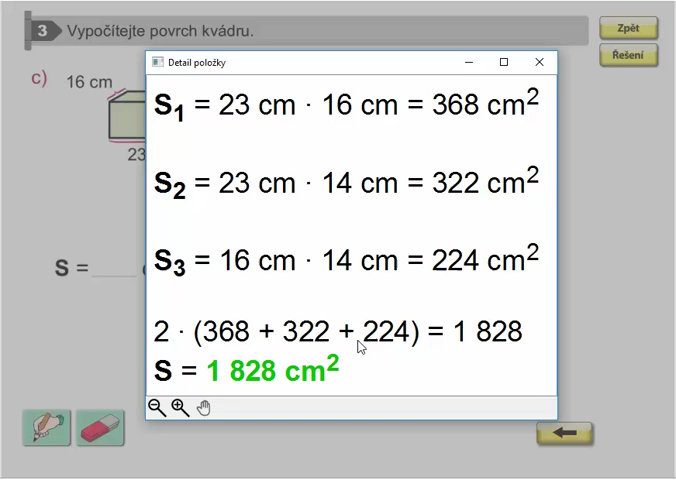 3 Vypočítejte povrch kvádru.
Zpět
Řešení
c) 16 cm
23
S = ____
Detail položky
S₁ = 23 cm · 16 cm = 368 cm²
S₂ = 23 cm · 14 cm = 322 cm²
S₃ = 16 cm · 14 cm = 224 cm²
2 · (368 + 322 + 224) = 1 828
S = 1 828 cm²